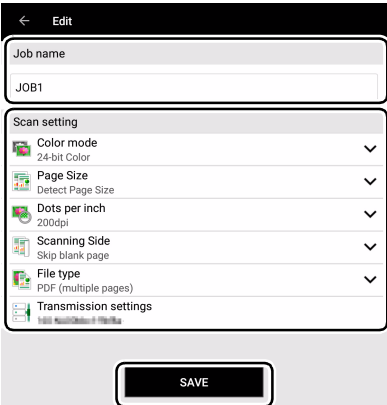 Edit
Job name
JOB1
Scan setting
Color mode
24-bit Color
Page Size
Detect Page Size
Dots per inch
200dpi
Scanning Side
Skip blank page
File type
PDF (multiple pages)
Transmission settings
SAVE